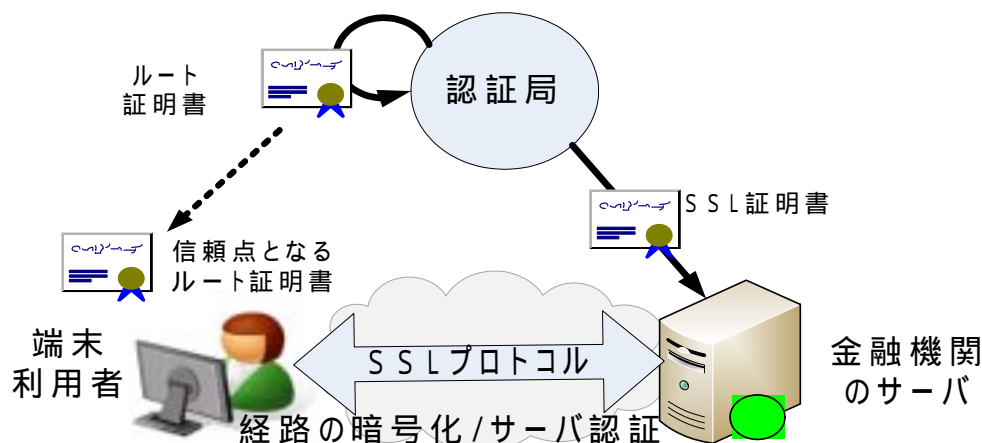 認証局
ルート
証明書
SSL証明書
信頼点となる
ルート証明書
端末
利用者
SSLプロトコル
金融機関
のサーバ
経路の暗号化/サーバ認証